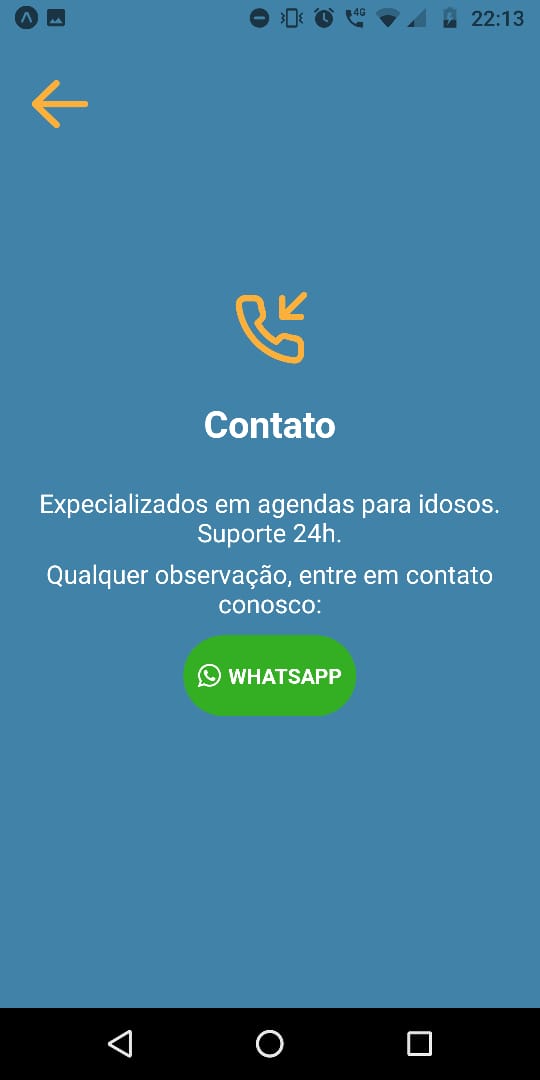 4G 22:13
Contato
Expecializados em agendas para idosos.
Suporte 24h.
Qualquer observação, entre em contato
conosco:
WHATSAPP